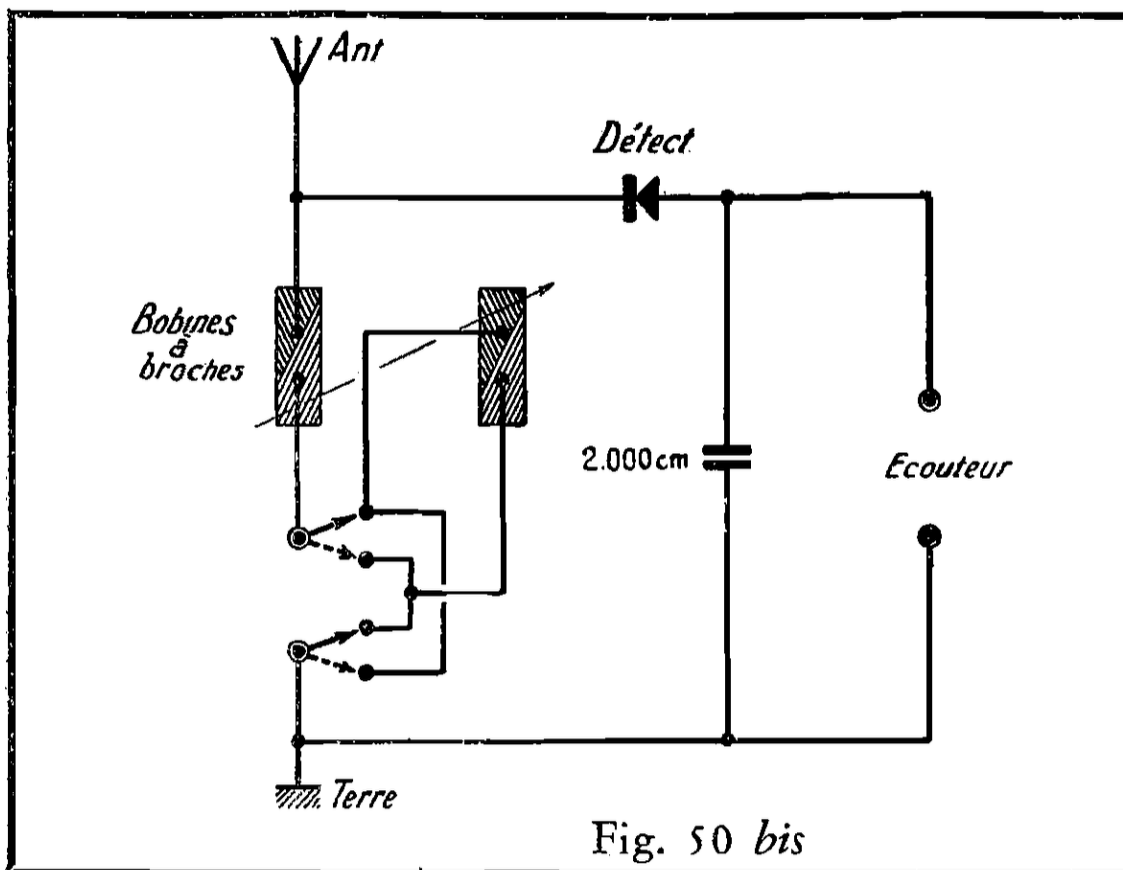 Ant
Détect
Bobines
à
broches
2.000cm
Ecouteur
Terre
Fig. 50 bis